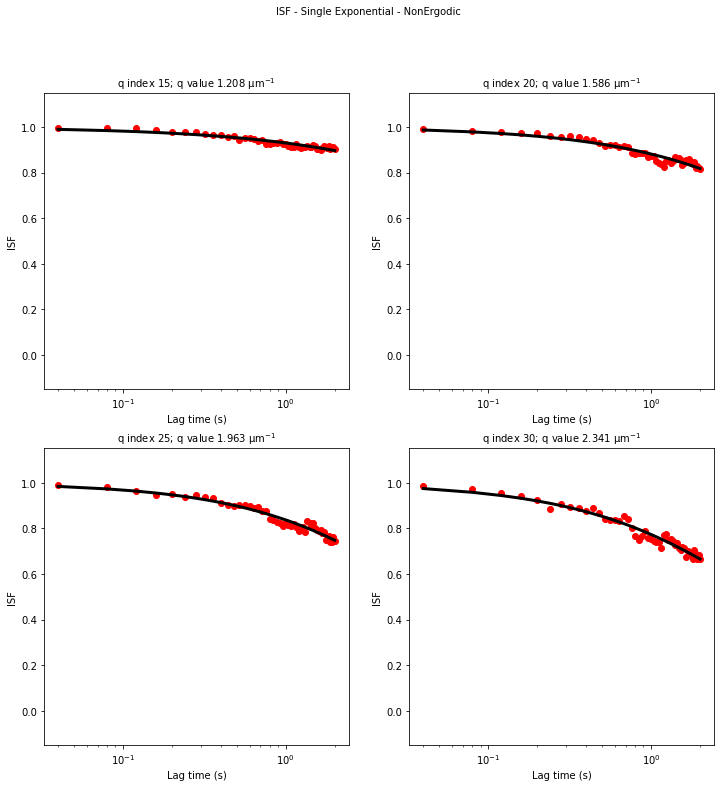 ISF - Single Exponential - NonErgodic
q index 15; q value 1.208 μm⁻¹
q index 20; q value 1.586 μm⁻¹
1.0
0.8
0.6
0.4
0.2
0.0
ISF
10⁻¹
10⁰
Lag time (s)
1.0
0.8
0.6
0.4
0.2
0.0
ISF
10⁻¹
10⁰
Lag time (s)
q index 25; q value 1.963 μm⁻¹
q index 30; q value 2.341 μm⁻¹
1.0
0.8
0.6
0.4
0.2
0.0
ISF
10⁻¹
10⁰
Lag time (s)
1.0
0.8
0.6
0.4
0.2
0.0
ISF
10⁻¹
10⁰
Lag time (s)